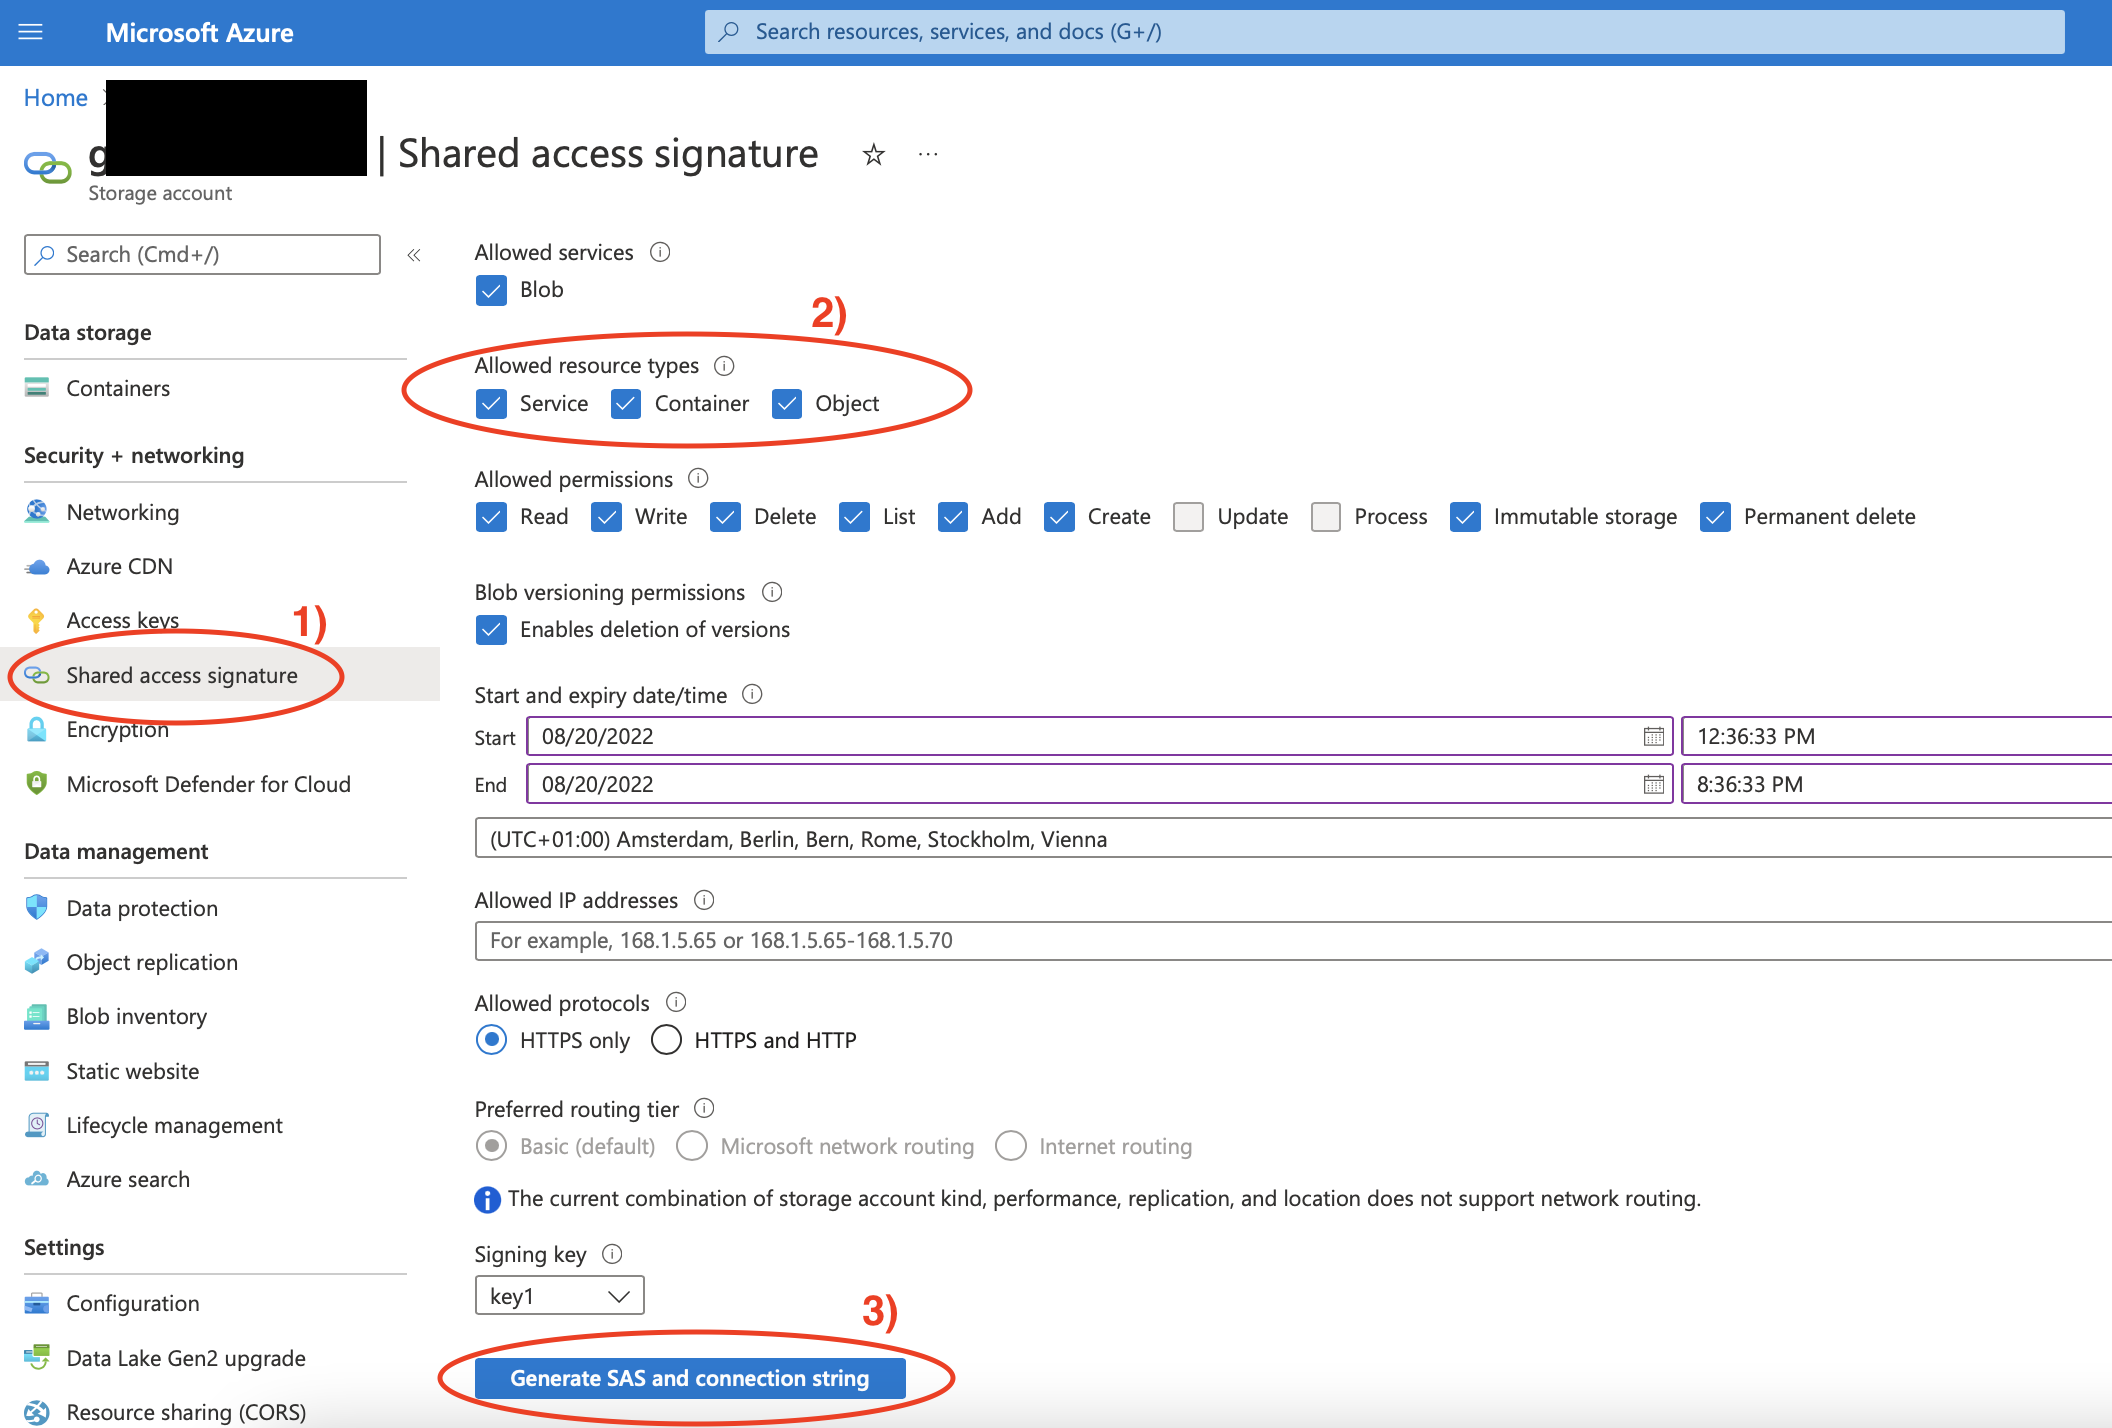 Microsoft Azure
Search resources, services, and docs (G+/)
Home
g | Shared access signature
Storage account
Search (Cmd+/)
Data storage
Containers
Security + networking
Networking
Azure CDN
Access keys
1)
Shared access signature
Encryption
Microsoft Defender for Cloud
Data management
Data protection
Object replication
Blob inventory
Static website
Lifecycle management
Azure search
Settings
Configuration
Data Lake Gen2 upgrade
Resource sharing (CORS)
Allowed services
Blob
2)
Allowed resource types
Service Container Object
Allowed permissions
Read Write Delete List Add Create Update Process Immutable storage Permanent delete
Blob versioning permissions
Enables deletion of versions
Start and expiry date/time
Start 08/20/2022 12:36:33 PM
End 08/20/2022 8:36:33 PM
(UTC+01:00) Amsterdam, Berlin, Bern, Rome, Stockholm, Vienna
Allowed IP addresses
For example, 168.1.5.65 or 168.1.5.65-168.1.5.70
Allowed protocols
HTTPS only HTTPS and HTTP
Preferred routing tier
Basic (default) Microsoft network routing Internet routing
The current combination of storage account kind, performance, replication, and location does not support network routing.
Signing key
key1
3)
Generate SAS and connection string